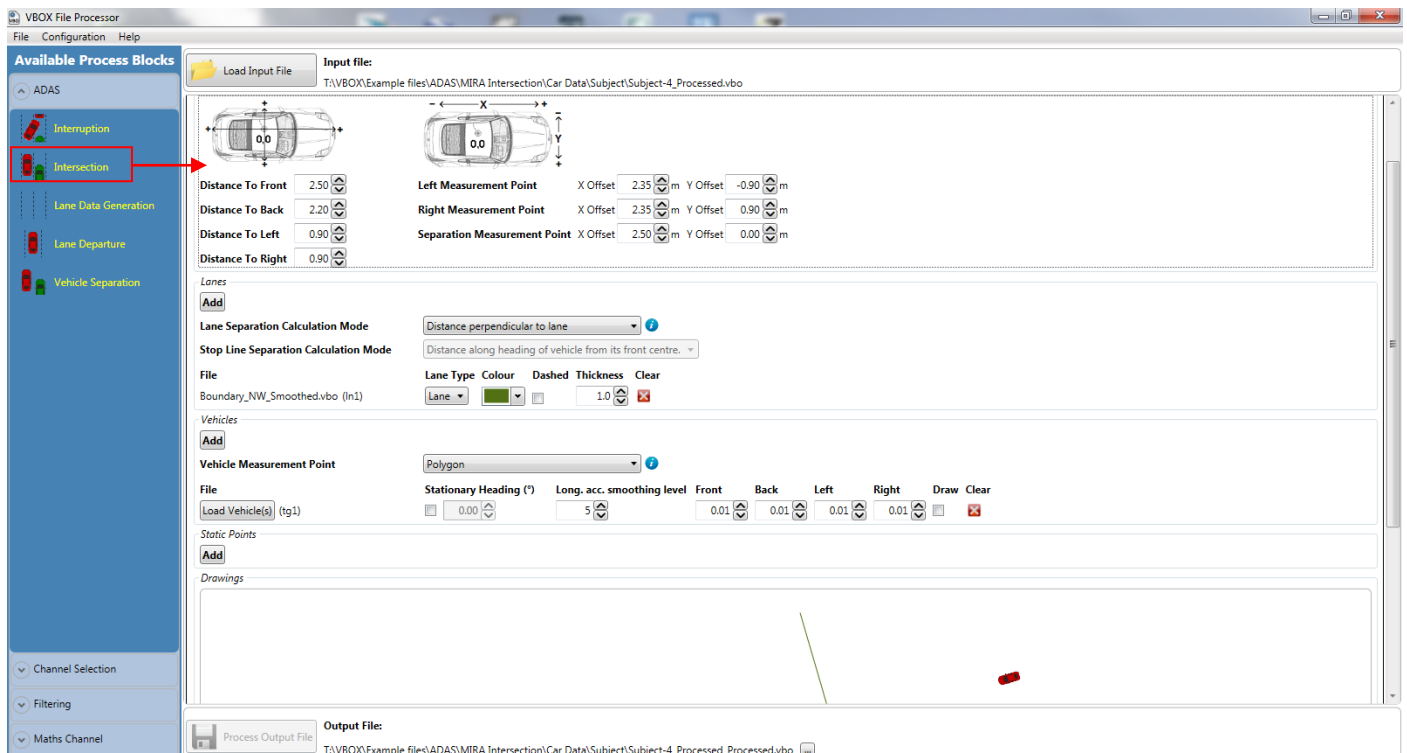 VBOX File Processor
File Configuration Help
Available Process Blocks
ADAS
Interruption
Intersection
Lane Data Generation
Lane Departure
Vehicle Separation
Channel Selection
Filtering
Maths Channel
Load Input File
Input file:
T:\VBOX\Example files\ADAS\MIRA Intersection\Car Data\Subject\Subject-4_Processed.vbo
+ - X +
+ 0,0 + 0,0 Y
+ +
Distance To Front 2.50 Left Measurement Point X Offset 2.35 m Y Offset -0.90 m
Distance To Back 2.20 Right Measurement Point X Offset 2.35 m Y Offset 0.90 m
Distance To Left 0.90 Separation Measurement Point X Offset 2.50 m Y Offset 0.00 m
Distance To Right 0.90
Lanes
Add
Lane Separation Calculation Mode Distance perpendicular to lane
Stop Line Separation Calculation Mode Distance along heading of vehicle from its front centre.
File Lane Type Colour Dashed Thickness Clear
Boundary_NW_Smoothed.vbo (ln1) Lane 1.0
Vehicles
Add
Vehicle Measurement Point Polygon
File Stationary Heading (°) Long. acc. smoothing level Front Back Left Right Draw Clear
Load Vehicle(s) (tg1) 0.00 5 0.01 0.01 0.01 0.01
Static Points
Add
Drawings
Process Output File
Output File:
T:\VBOX\Example files\ADAS\MIRA Intersection\Car Data\Subject\Subject-4_Processed_Processed.vbo ...